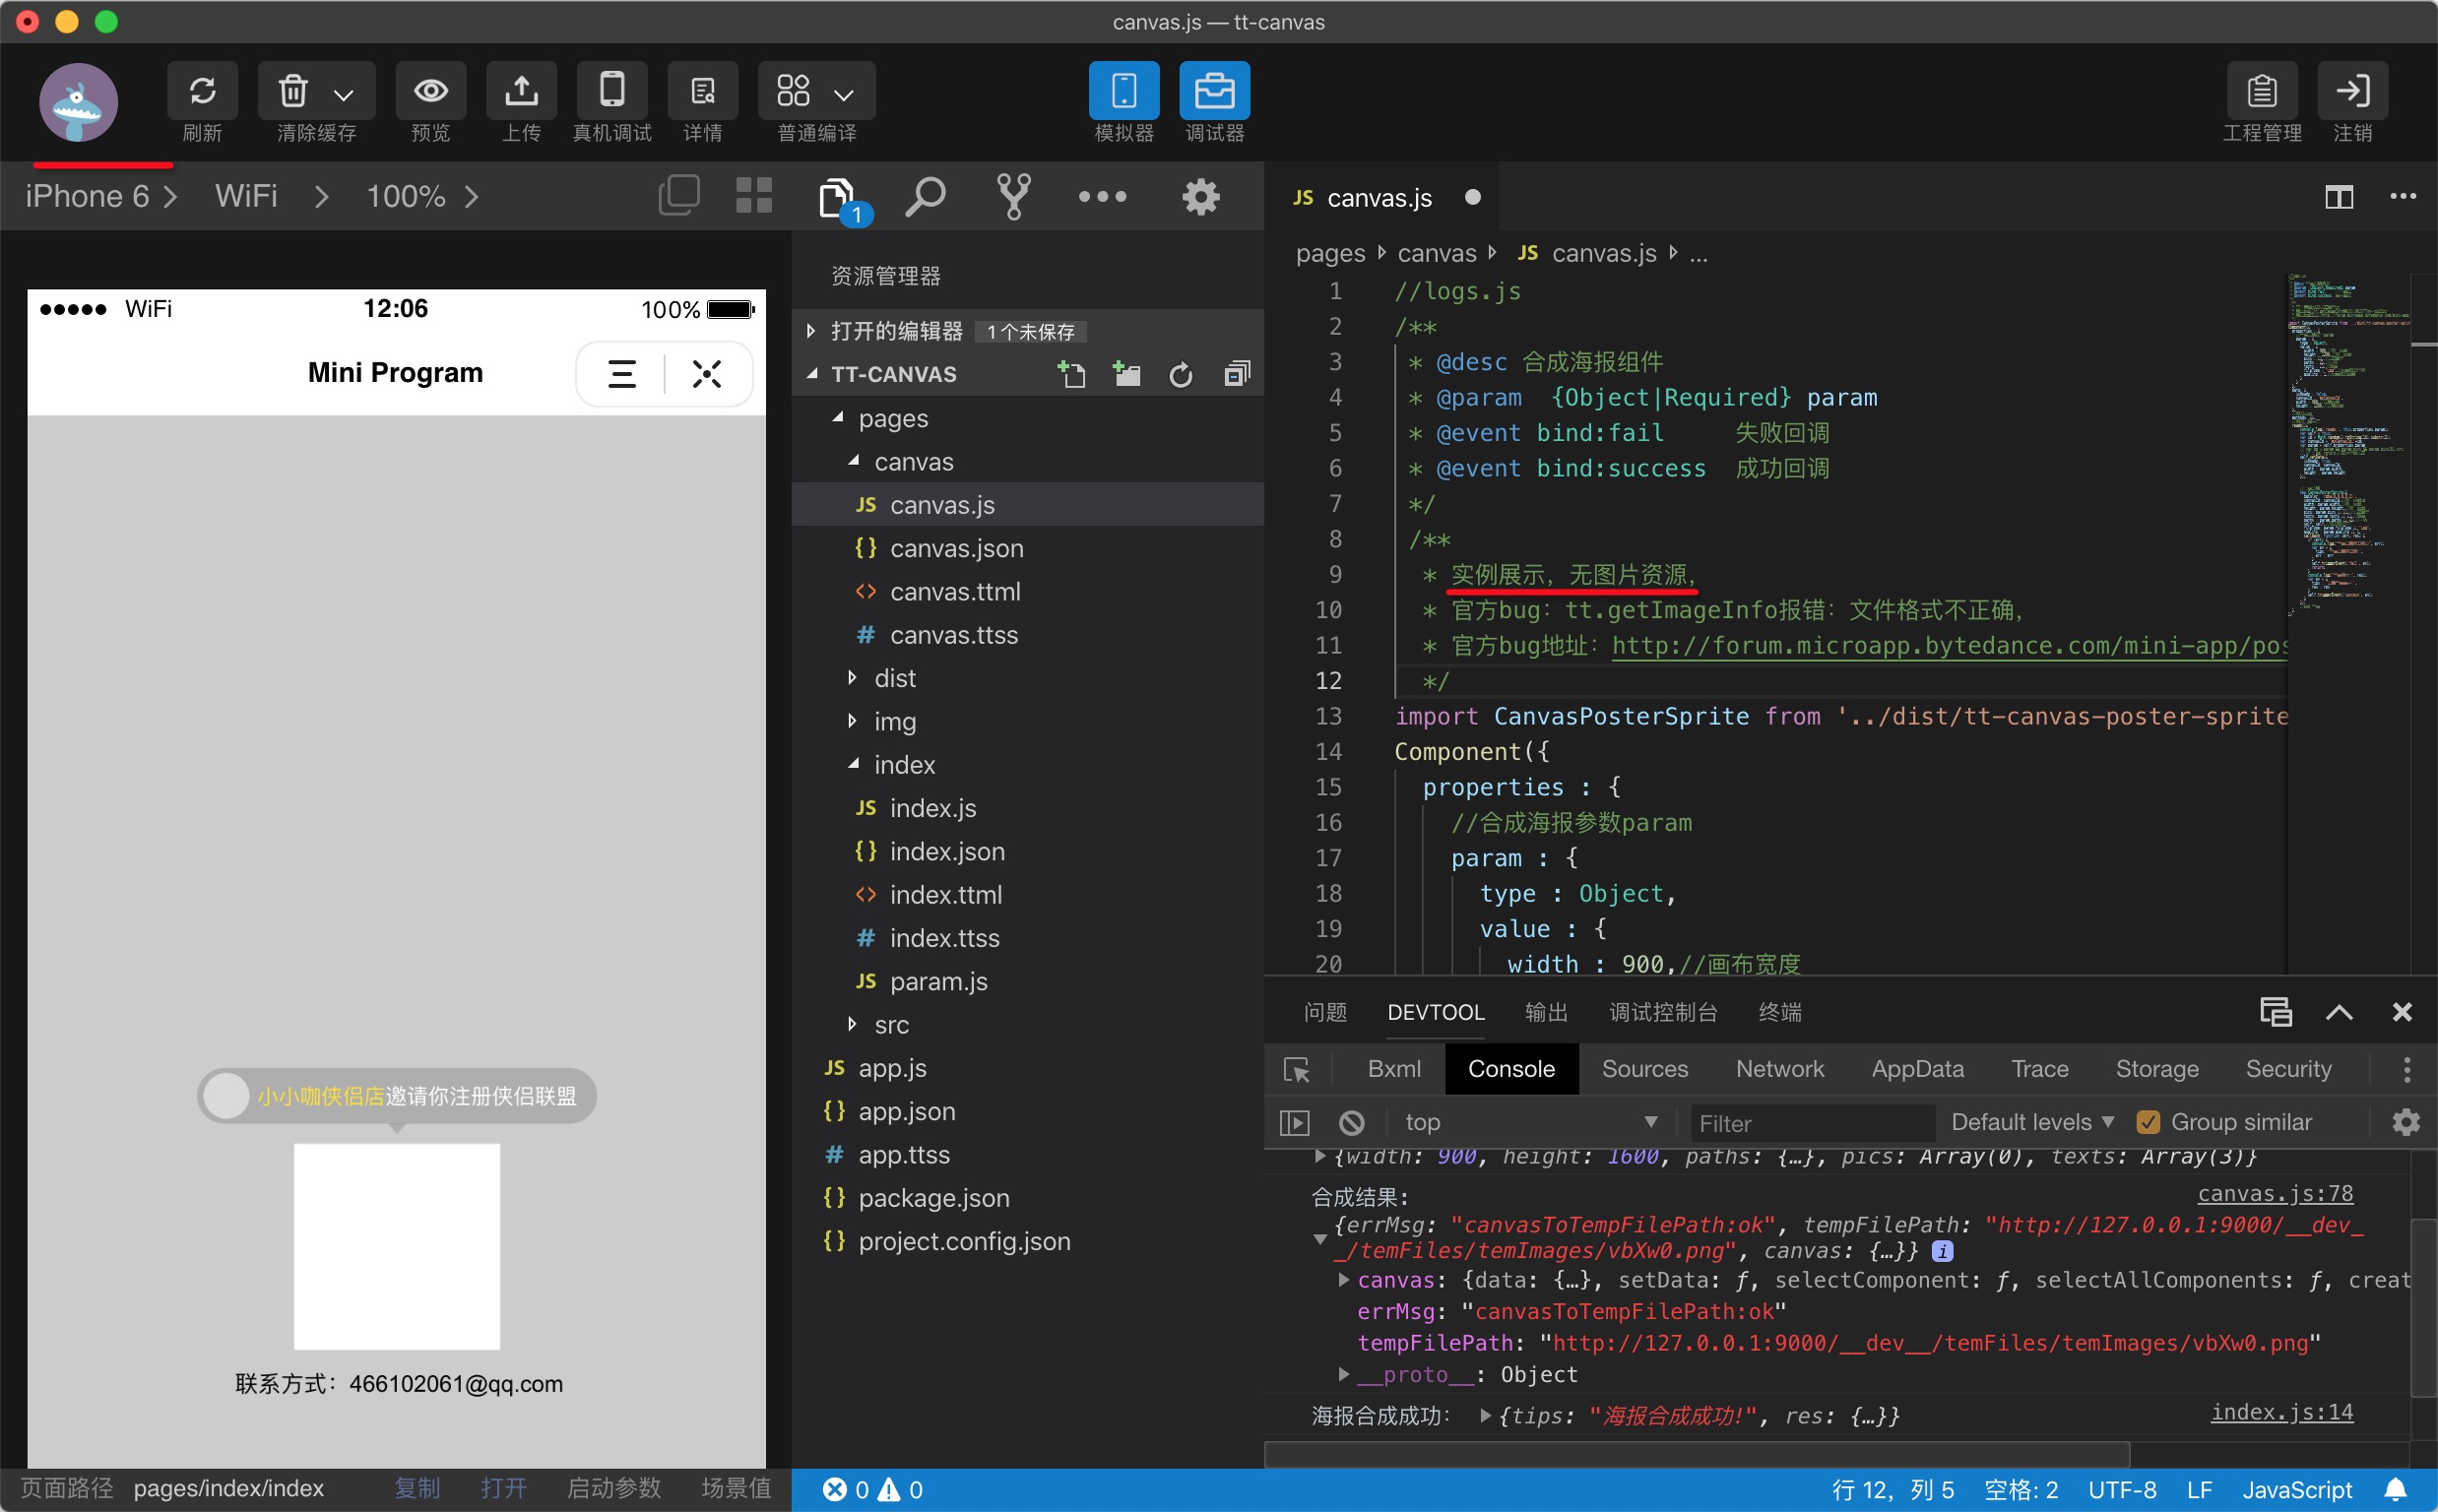 canvas.js — tt-canvas
刷新
清除缓存
预览
上传
真机调试
详情
普通编译
模拟器
调试器
工程管理
注销
iPhone 6
WiFi
100%
1
JS canvas.js
●●●●● WiFi
12:06
100%
Mini Program
小小咖侠侣店邀请你注册侠侣联盟
联系方式：466102061@qq.com
页面路径 pages/index/index 复制 打开 启动参数 场景值
资源管理器
打开的编辑器 1 个未保存
TT-CANVAS
pages
canvas
JS canvas.js
{} canvas.json
<> canvas.ttml
# canvas.ttss
dist
img
index
JS index.js
{} index.json
<> index.ttml
# index.ttss
JS param.js
src
JS app.js
{} app.json
# app.ttss
{} package.json
{} project.config.json
pages canvas JS canvas.js ...
1 //logs.js
2 /**
3 * @desc 合成海报组件
4 * @param {Object|Required} param
5 * @event bind:fail 失败回调
6 * @event bind:success 成功回调
7 */
8 /**
9 * 实例展示，无图片资源，
10 * 官方bug：tt.getImageInfo报错：文件格式不正确，
11 * 官方bug地址：http://forum.microapp.bytedance.com/mini-app/pos
12 */
13 import CanvasPosterSprite from '../dist/tt-canvas-poster-sprite
14 Component({
15 properties : {
16 //合成海报参数param
17 param : {
18 type : Object,
19 value : {
20 width : 900,//画布宽度
问题 DEVTOOL 输出 调试控制台 终端
Bxml Console Sources Network AppData Trace Storage Security
top Filter Default levels Group similar
{width: 900, height: 1600, paths: {…}, pics: Array(0), texts: Array(3)}
合成结果: canvas.js:78
{errMsg: "canvasToTempFilePath:ok", tempFilePath: "http://127.0.0.1:9000/__dev_
_/temFiles/temImages/vbXw0.png", canvas: {…}} i
canvas: {data: {…}, setData: ƒ, selectComponent: ƒ, selectAllComponents: ƒ, creat
errMsg: "canvasToTempFilePath:ok"
tempFilePath: "http://127.0.0.1:9000/__dev__/temFiles/temImages/vbXw0.png"
__proto__: Object
海报合成成功: {tips: "海报合成成功!", res: {…}} index.js:14
0 0
行 12，列 5 空格: 2 UTF-8 LF JavaScript